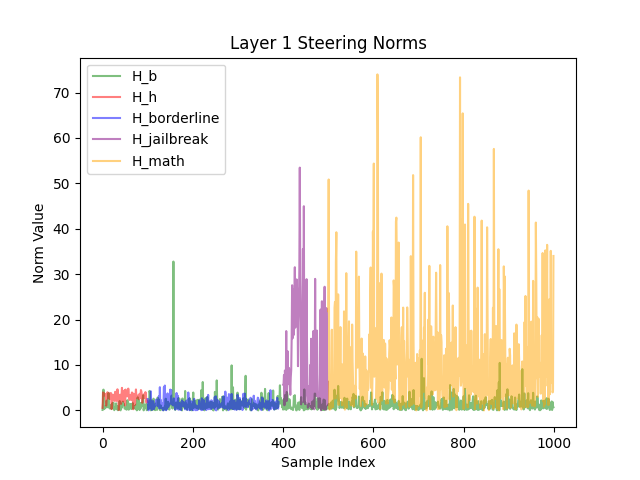 Layer 1 Steering Norms
H_b
H_h
H_borderline
H_jailbreak
H_math
Norm Value
70
60
50
40
30
20
10
0
0 200 400 600 800 1000
Sample Index